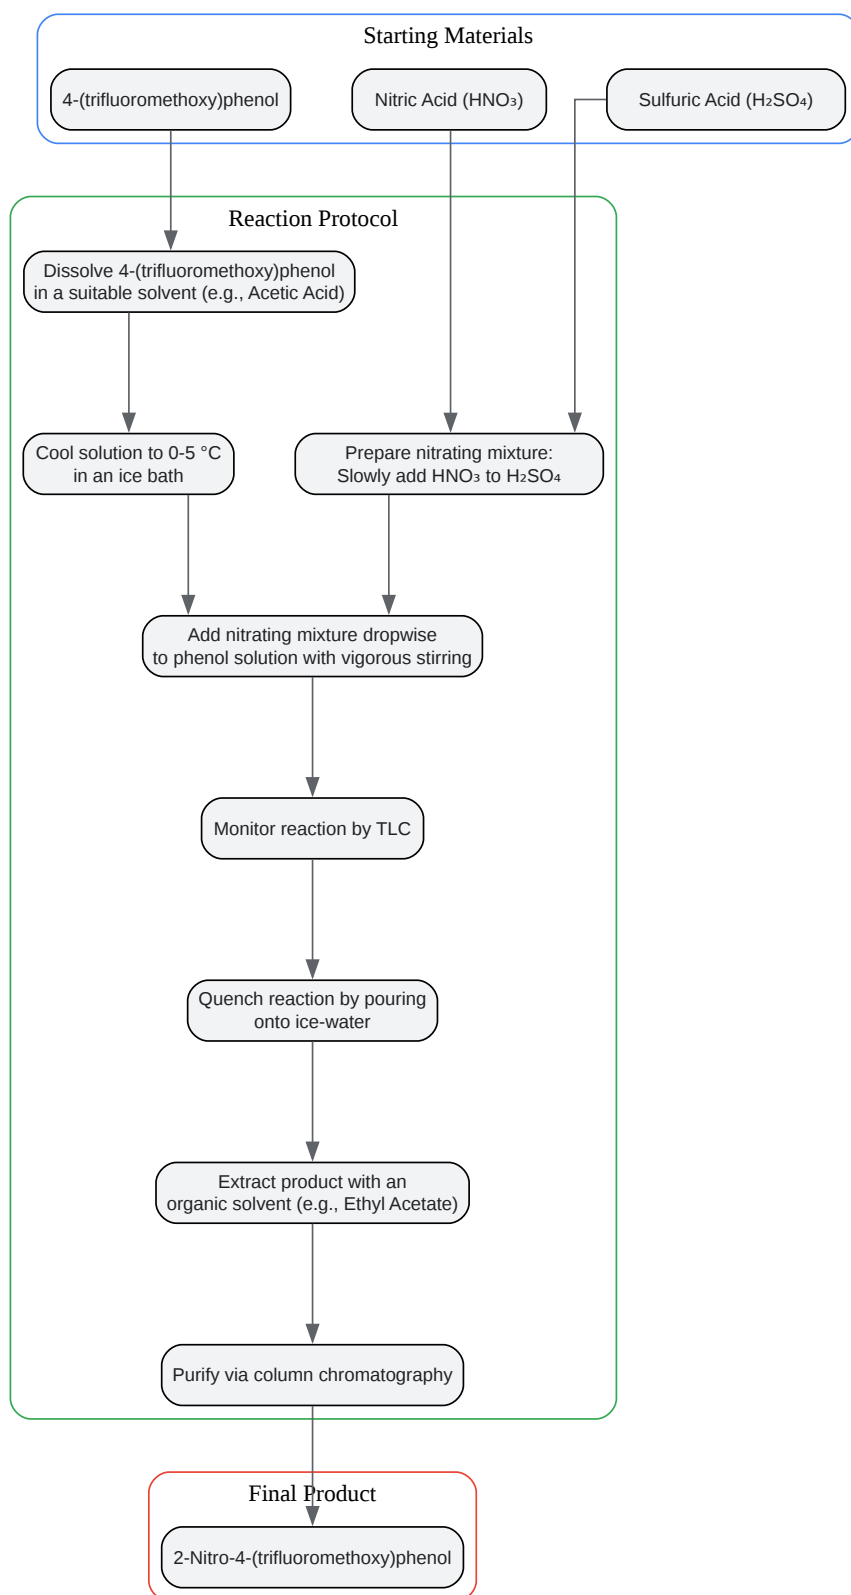 Starting Materials
4-(trifluoromethoxy)phenol
Nitric Acid (HNO₃)
Sulfuric Acid (H₂SO₄)
Reaction Protocol
Dissolve 4-(trifluoromethoxy)phenol
in a suitable solvent (e.g., Acetic Acid)
Cool solution to 0-5 °C
in an ice bath
Prepare nitrating mixture:
Slowly add HNO₃ to H₂SO₄
Add nitrating mixture dropwise
to phenol solution with vigorous stirring
Monitor reaction by TLC
Quench reaction by pouring
onto ice-water
Extract product with an
organic solvent (e.g., Ethyl Acetate)
Purify via column chromatography
Final Product
2-Nitro-4-(trifluoromethoxy)phenol